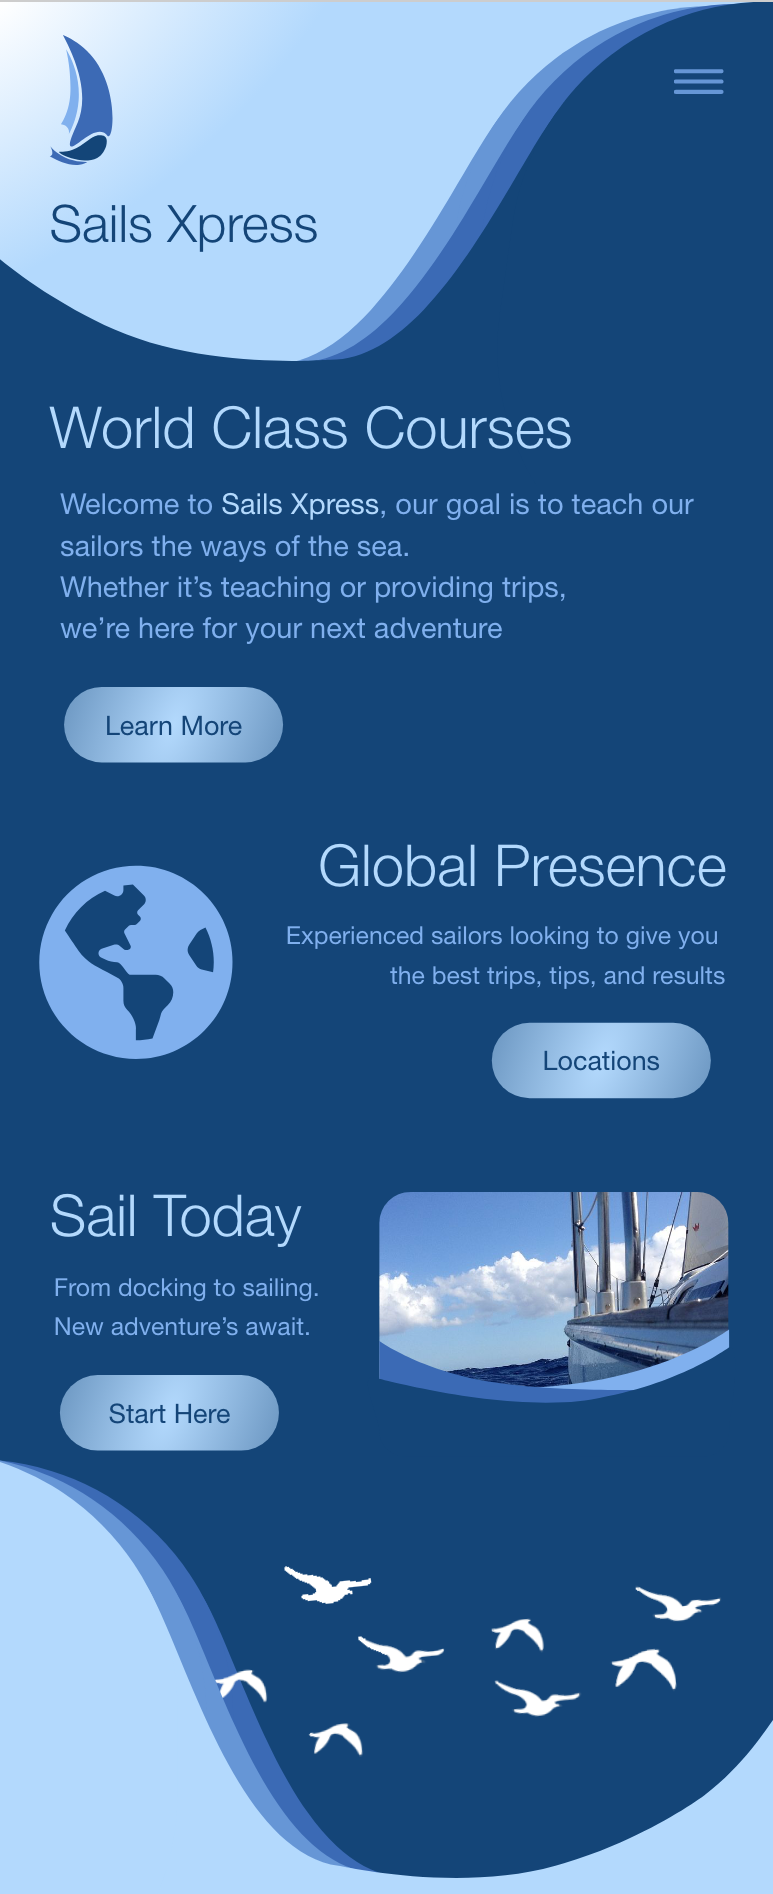 Sails Xpress
World Class Courses
Welcome to Sails Xpress, our goal is to teach our
sailors the ways of the sea.
Whether it’s teaching or providing trips,
we’re here for your next adventure
Learn More
Global Presence
Experienced sailors looking to give you
the best trips, tips, and results
Locations
Sail Today
From docking to sailing.
New adventure’s await.
Start Here